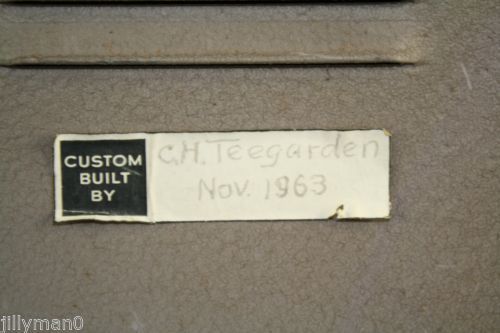 CUSTOM
BUILT
BY
C.H. Teegarden
Nov. 1963
jillyman0